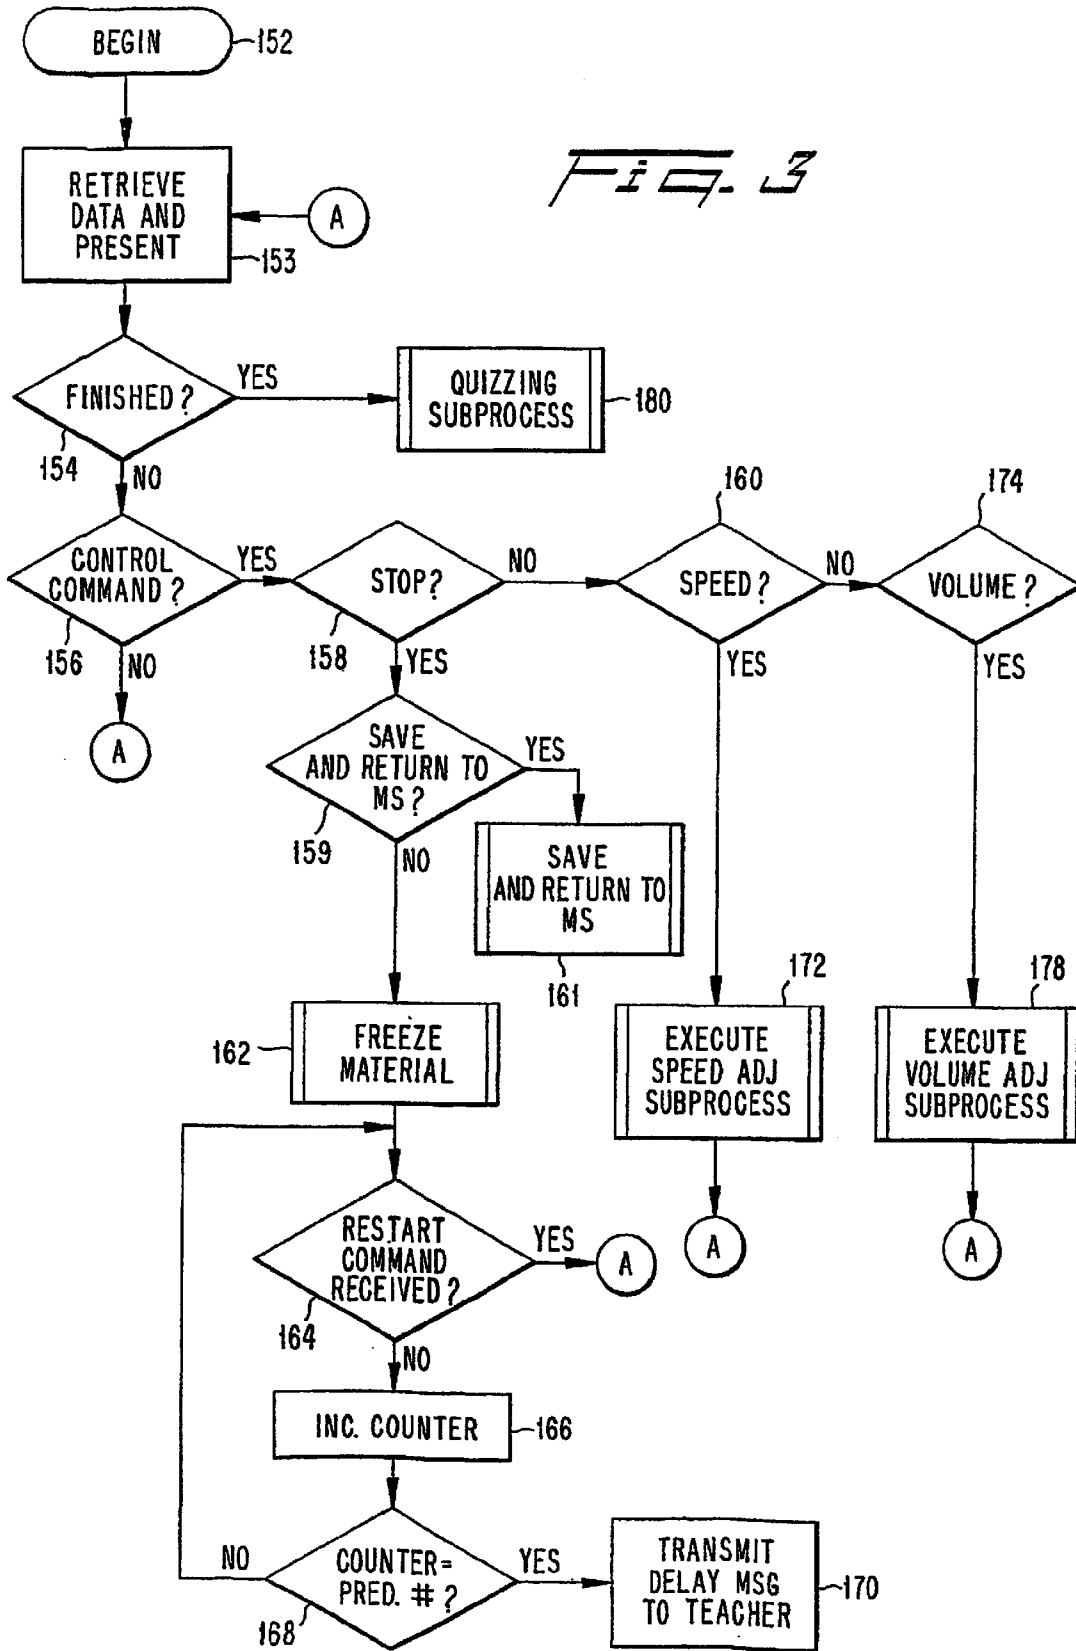 BEGIN
152
Fig. 3
RETRIEVE
DATA AND
PRESENT
153
A
FINISHED?
154
YES
NO
QUIZZING
SUBPROCESS
180
CONTROL
COMMAND?
156
YES
NO
A
STOP?
158
NO
YES
SPEED?
160
NO
YES
VOLUME?
174
YES
SAVE
AND RETURN TO
MS?
159
YES
NO
SAVE
AND RETURN TO
MS
161
FREEZE
MATERIAL
162
EXECUTE
SPEED ADJ
SUBPROCESS
172
A
EXECUTE
VOLUME ADJ
SUBPROCESS
178
A
RESTART
COMMAND
RECEIVED?
164
YES
A
NO
INC. COUNTER
166
COUNTER=
PRED. #?
168
NO
YES
TRANSMIT
DELAY MSG
TO TEACHER
170